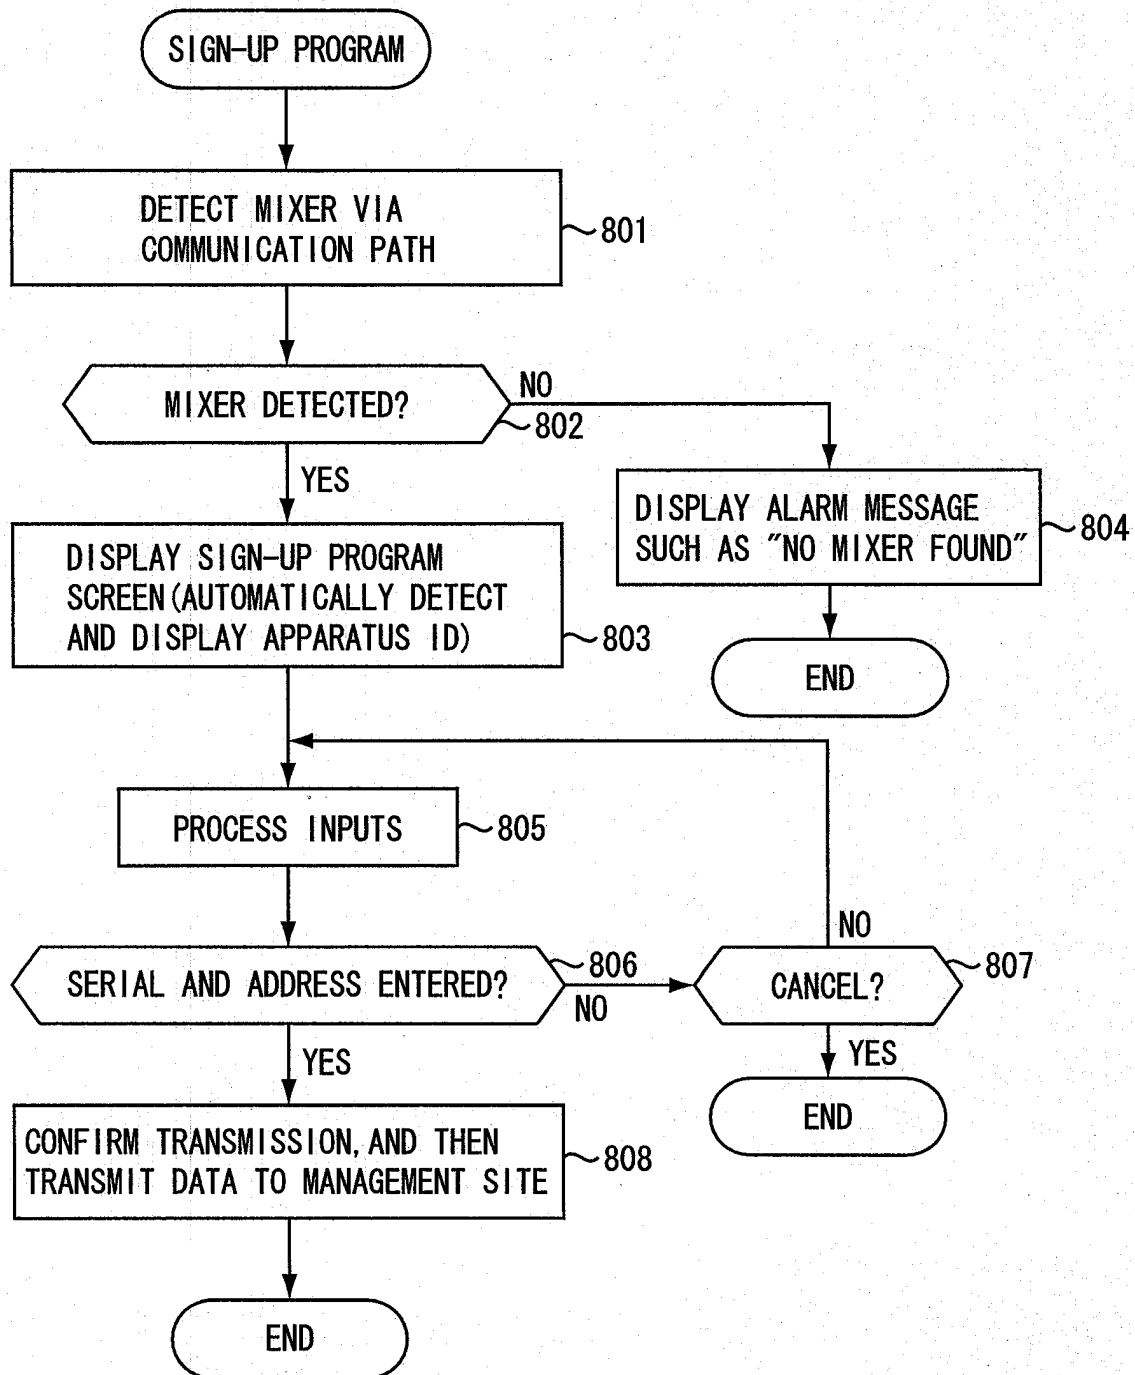 SIGN-UP PROGRAM
DETECT MIXER VIA
COMMUNICATION PATH
801
MIXER DETECTED?
NO
802
YES
DISPLAY ALARM MESSAGE
SUCH AS "NO MIXER FOUND"
804
DISPLAY SIGN-UP PROGRAM
SCREEN(AUTOMATICALLY DETECT
AND DISPLAY APPARATUS ID)
803
END
PROCESS INPUTS
805
NO
SERIAL AND ADDRESS ENTERED?
806
NO
CANCEL?
807
YES
YES
END
CONFIRM TRANSMISSION, AND THEN
TRANSMIT DATA TO MANAGEMENT SITE
808
END